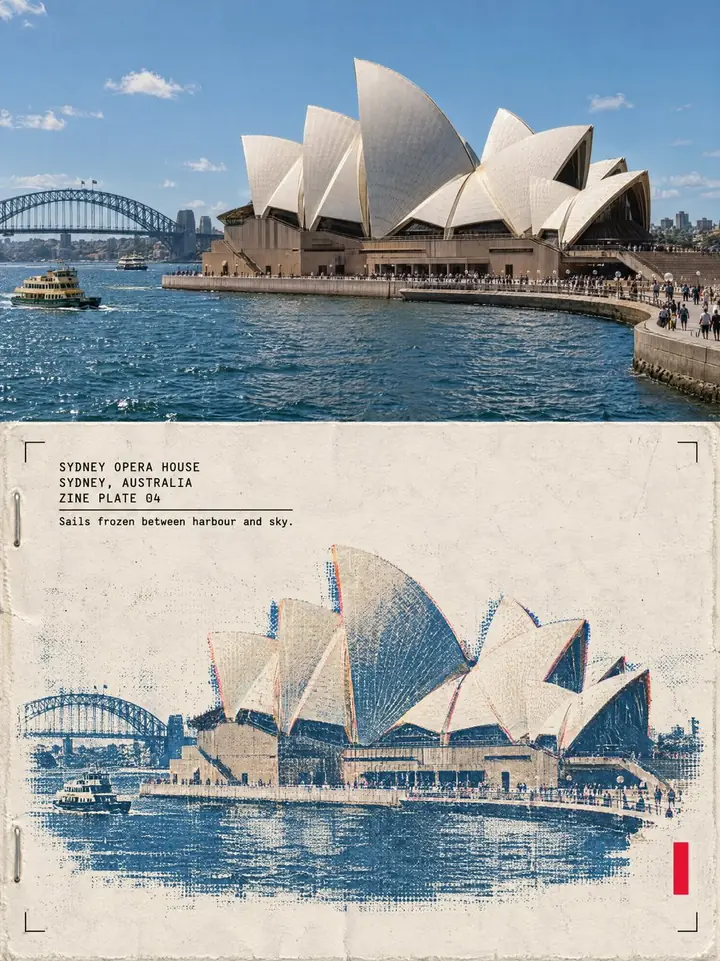 SYDNEY OPERA HOUSE
SYDNEY, AUSTRALIA
ZINE PLATE 04
Sails frozen between harbour and sky.